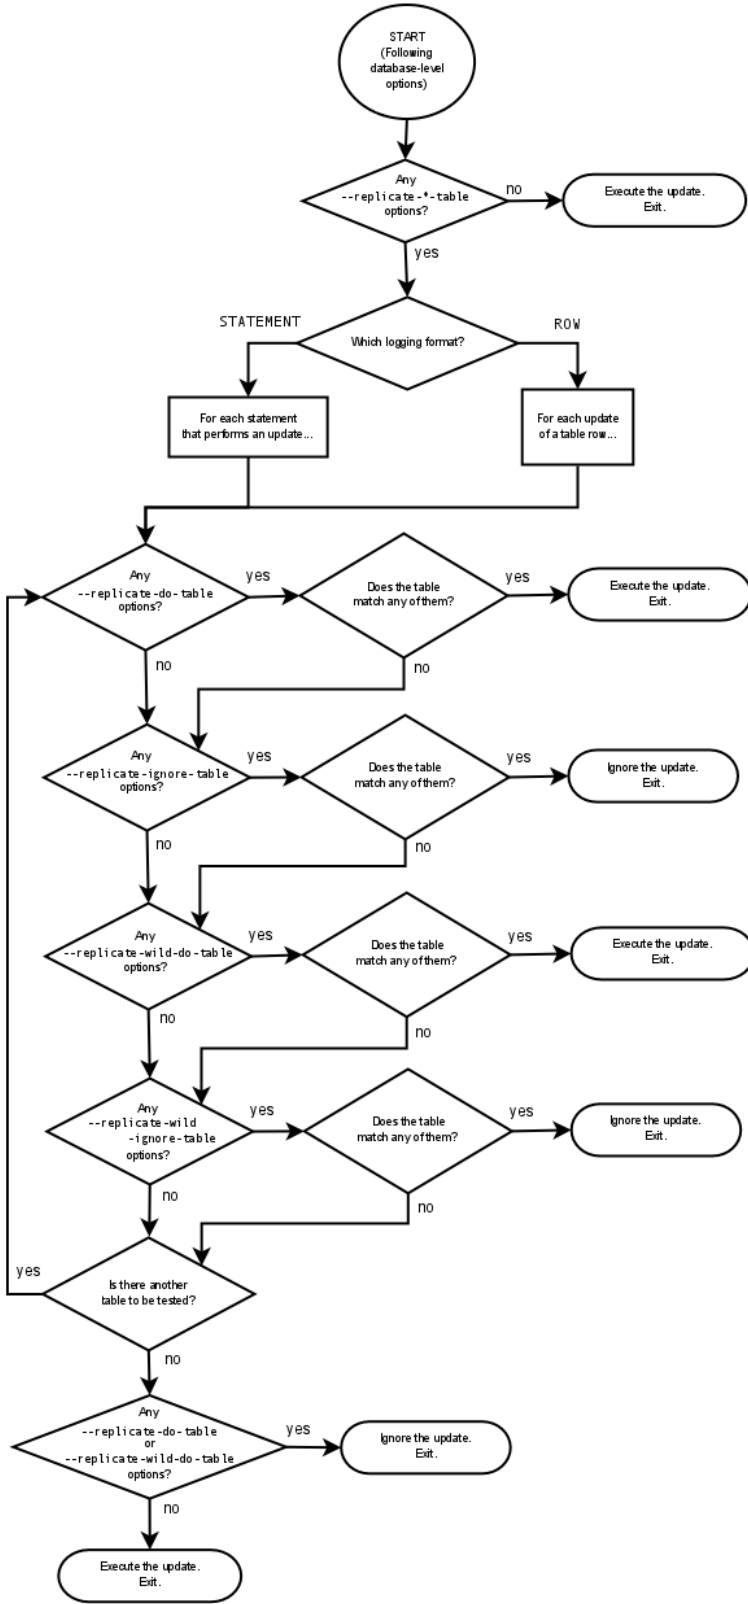 START
(Following
database-level
options)
Any
--replicate-*-table
options?
no
Execute the update.
Exit.
yes
Which logging format?
STATEMENT
ROW
For each statement
that performs an update...
For each update
of a table row...
Any
--replicate-do-table
options?
yes
Does the table
match any of them?
yes
Execute the update.
Exit.
no
no
Any
--replicate-ignore-table
options?
yes
Does the table
match any of them?
yes
Ignore the update.
Exit.
no
no
Any
--replicate-wild-do-table
options?
yes
Does the table
match any of them?
yes
Execute the update.
Exit.
no
no
Any
--replicate-wild
-ignore-table
options?
yes
Does the table
match any of them?
yes
Ignore the update.
Exit.
no
no
yes
Is there another
table to be tested?
no
Any
--replicate-do-table
or
--replicate-wild-do-table
options?
yes
Ignore the update.
Exit.
no
Execute the update.
Exit.